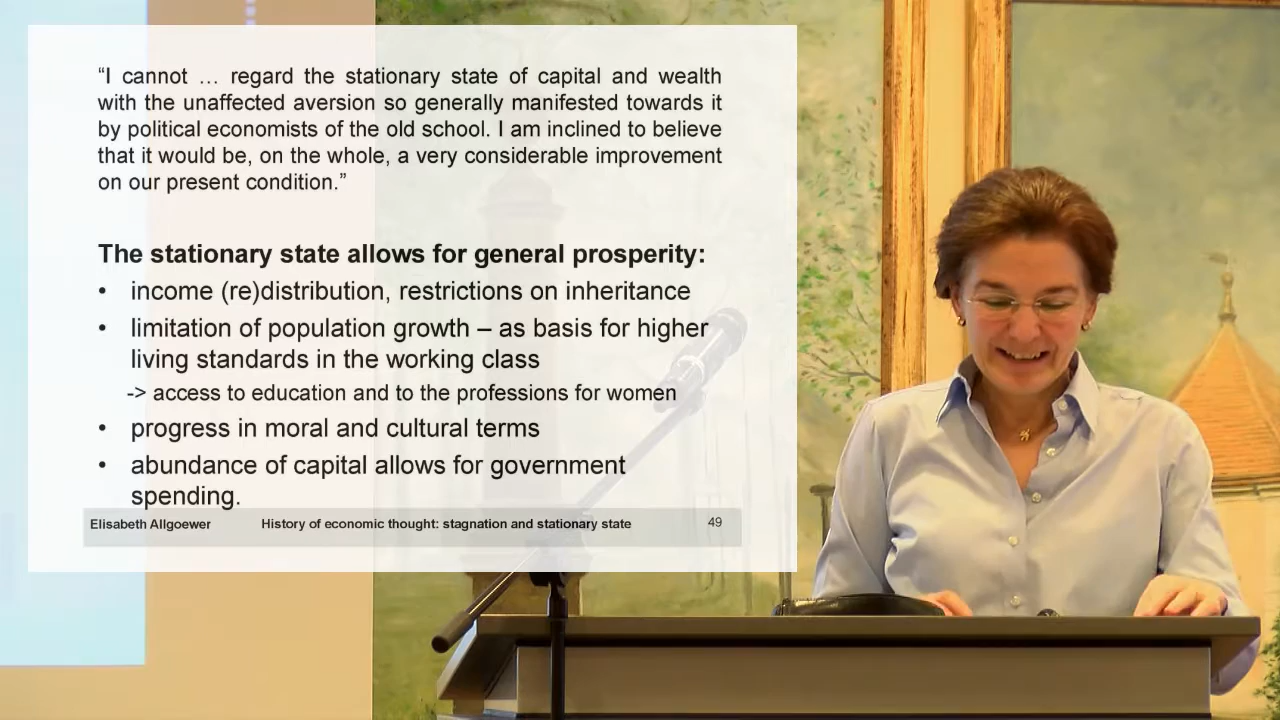 “I cannot … regard the stationary state of capital and wealth
with the unaffected aversion so generally manifested towards it
by political economists of the old school. I am inclined to believe
that it would be, on the whole, a very considerable improvement
on our present condition.”
The stationary state allows for general prosperity:
• income (re)distribution, restrictions on inheritance
• limitation of population growth – as basis for higher
living standards in the working class
-> access to education and to the professions for women
• progress in moral and cultural terms
• abundance of capital allows for government
spending.
Elisabeth Allgoewer History of economic thought: stagnation and stationary state 49